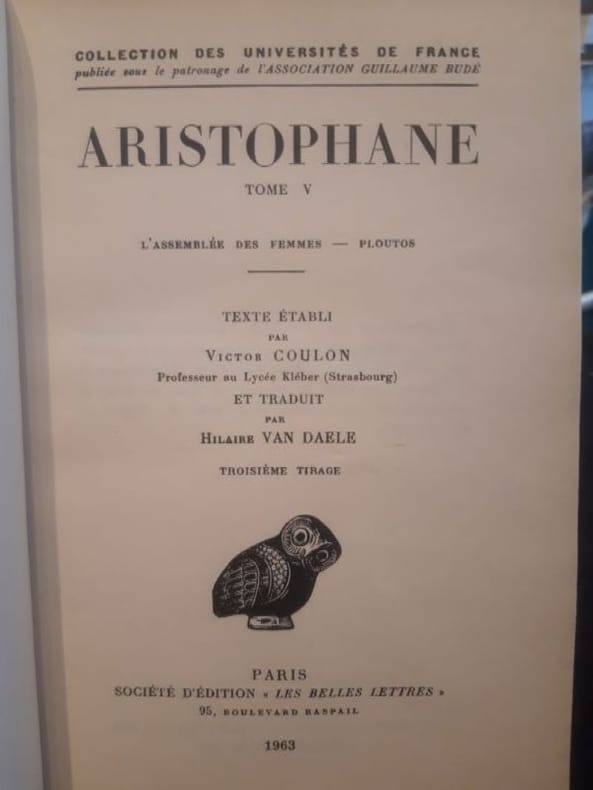 COLLECTION DES UNIVERSITÉS DE FRANCE
publiée sous le patronage de l'ASSOCIATION GUILLAUME BUDÉ
ARISTOPHANE
TOME V
L'ASSEMBLÉE DES FEMMES — PLOUTOS
TEXTE ÉTABLI
PAR
VICTOR COULON
Professeur au Lycée Kléber (Strasbourg)
ET TRADUIT
PAR
HILAIRE VAN DAELE
TROISIÈME TIRAGE
PARIS
SOCIÉTÉ D'ÉDITION « LES BELLES LETTRES »
95, BOULEVARD RASPAIL
1963